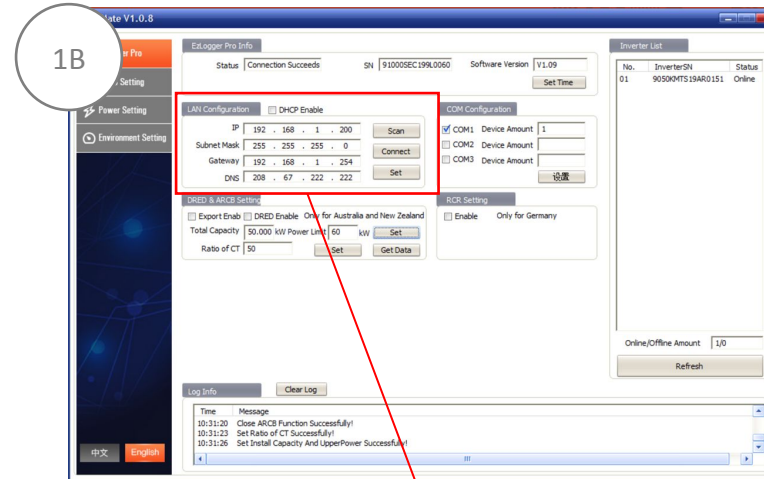 1B
late V1.0.8
er Pro
Setting
Power Setting
Environment Setting
中文 English
EzLogger Pro Info
Status Connection Succeeds SN 91000SEC199L0060 Software Version V1.09
Set Time
LAN Configuration DHCP Enable
IP 192 . 168 . 1 . 200 Scan
Subnet Mask 255 . 255 . 255 . 0 Connect
Gateway 192 . 168 . 1 . 254
DNS 208 . 67 . 222 . 222 Set
COM Configuration
COM1 Device Amount 1
COM2 Device Amount
COM3 Device Amount
设置
DRED & ARCB Setting
Export Enab DRED Enable Only for Australia and New Zealand
Total Capacity 50.000 kW Power Limit 60 kW Set
Ratio of CT 50 Set Get Data
RCR Setting
Enable Only for Germany
Inverter List
No. InverterSN Status
01 9050KMTS19AR0151 Online
Online/Offline Amount 1/0
Refresh
Log Info Clear Log
Time Message
10:31:20 Close ARCB Function Successfully!
10:31:23 Set Ratio of CT Successfully!
10:31:26 Set Install Capacity And UpperPower Successfully!